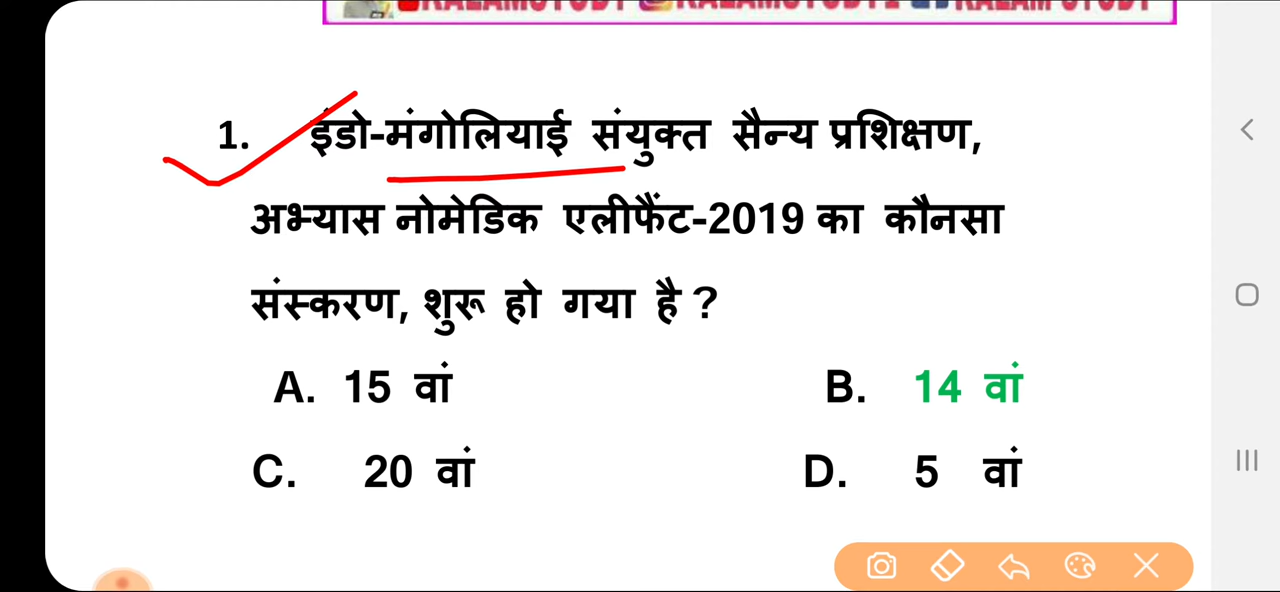 1. इंडो-मंगोलियाई संयुक्त सैन्य प्रशिक्षण,
अभ्यास नोमेडिक एलीफैंट-2019 का कौनसा
संस्करण, शुरू हो गया है ?
A. 15 वां B. 14 वां
C. 20 वां D. 5 वां